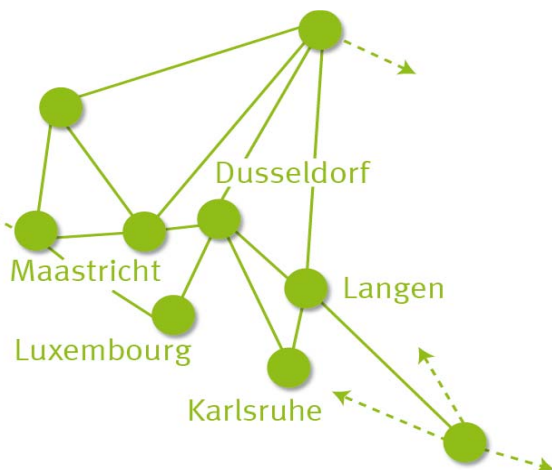 Dusseldorf
Maastricht
Langen
Luxembourg
Karlsruhe